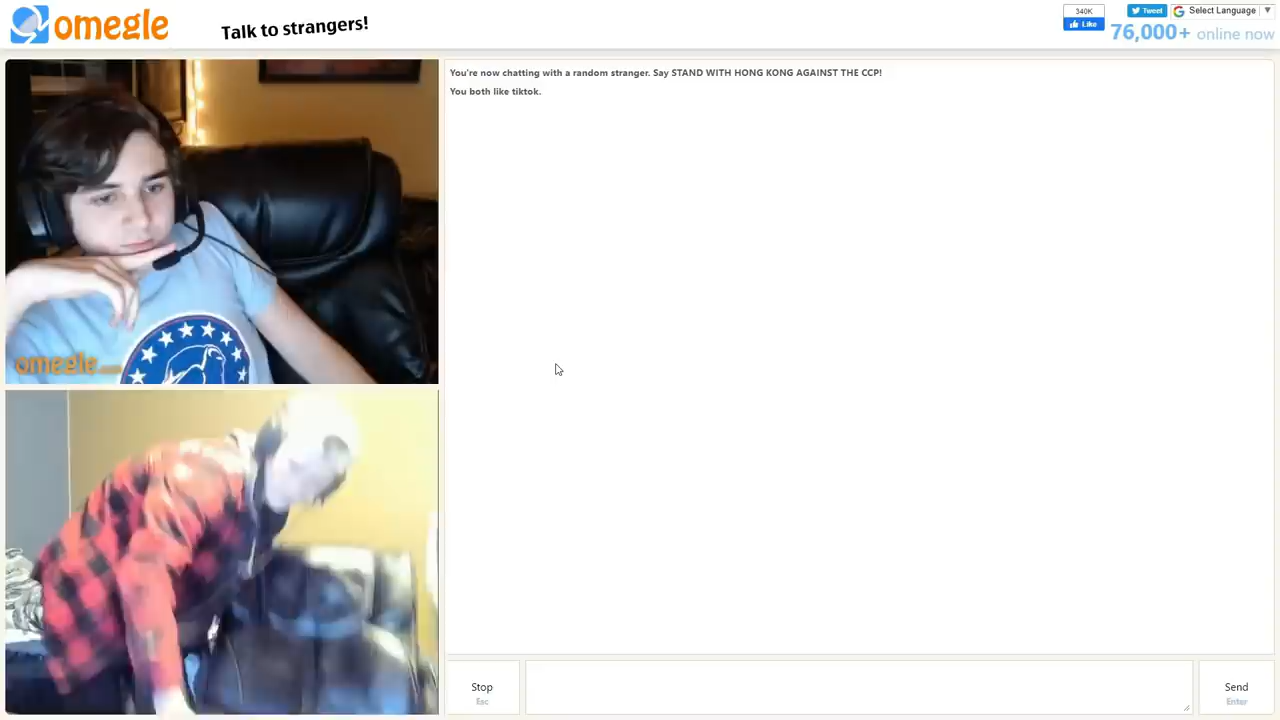 omegle
Talk to strangers!
340K
Like
Tweet
Select Language ▼
76,000+ online now
You're now chatting with a random stranger. Say STAND WITH HONG KONG AGAINST THE CCP!
You both like tiktok.
omegle.com
Stop
Esc
Send
Enter